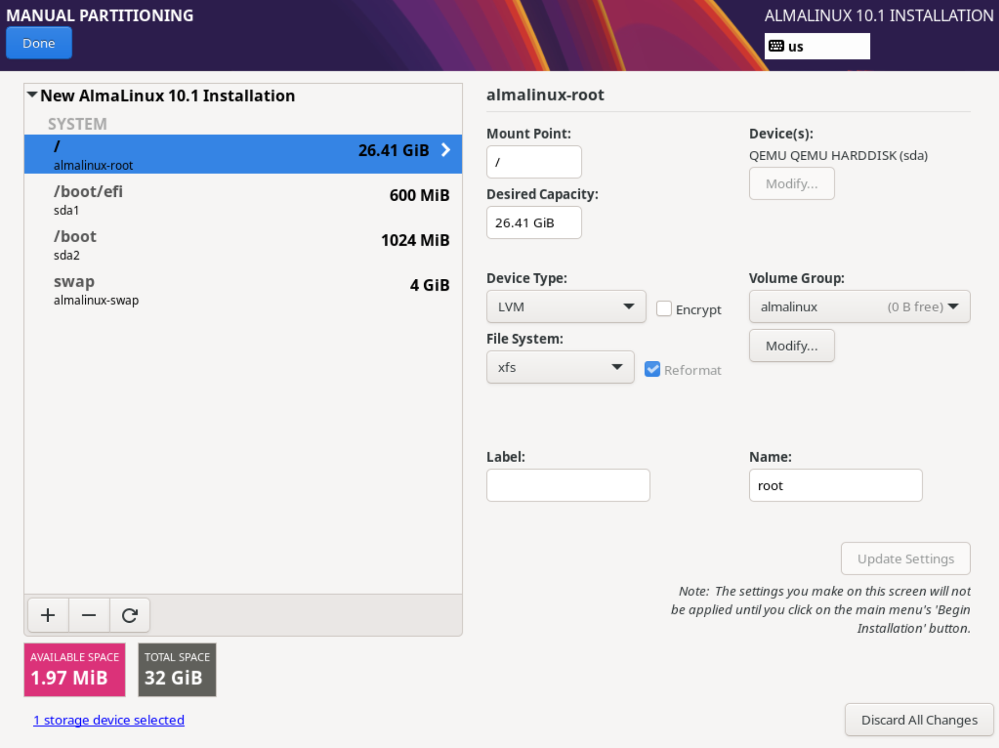 MANUAL PARTITIONING
Done
ALMALINUX 10.1 INSTALLATION
us
New AlmaLinux 10.1 Installation
SYSTEM
/
26.41 GiB
almalinux-root
/boot/efi
600 MiB
sda1
/boot
1024 MiB
sda2
swap
4 GiB
almalinux-swap
AVAILABLE SPACE
1.97 MiB
TOTAL SPACE
32 GiB
1 storage device selected
almalinux-root
Mount Point:
/
Device(s):
QEMU QEMU HARDDISK (sda)
Modify...
Desired Capacity:
26.41 GiB
Device Type:
LVM
Encrypt
Volume Group:
almalinux (0 B free)
Modify...
File System:
xfs
Reformat
Label:
Name:
root
Update Settings
Note: The settings you make on this screen will not
be applied until you click on the main menu's 'Begin
Installation' button.
Discard All Changes